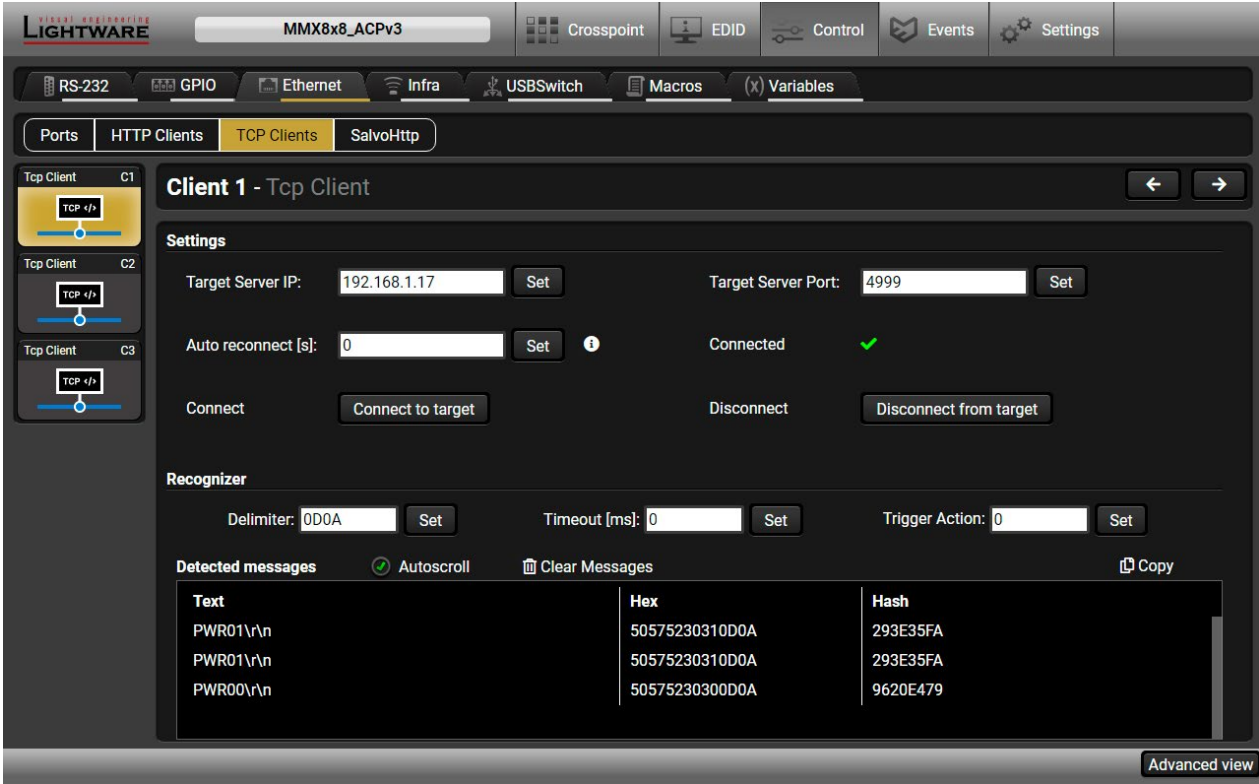 visual engineering
LIGHTWARE
MMX8x8_ACPv3
Crosspoint
EDID
Control
Events
Settings
RS-232
GPIO
Ethernet
Infra
USBSwitch
Macros
(x) Variables
Ports
HTTP Clients
TCP Clients
SalvoHttp
Tcp Client C1
TCP </>
Tcp Client C2
TCP </>
Tcp Client C3
TCP </>
Client 1 - Tcp Client
Settings
Target Server IP: 192.168.1.17 Set
Target Server Port: 4999 Set
Auto reconnect [s]: 0 Set
Connected
Connect Connect to target
Disconnect Disconnect from target
Recognizer
Delimiter: 0D0A Set
Timeout [ms]: 0 Set
Trigger Action: 0 Set
Detected messages
Autoscroll
Clear Messages
Copy
Text Hex Hash
PWR01\r\n 50575230310D0A 293E35FA
PWR01\r\n 50575230310D0A 293E35FA
PWR00\r\n 50575230300D0A 9620E479
Advanced view